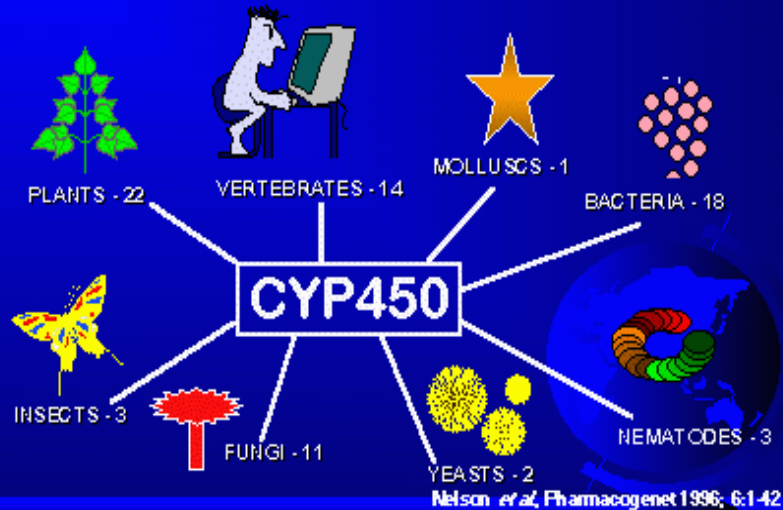 PLANTS - 22
VERTEBRATES - 14
MOLLUSCS - 1
BACTERIA - 18
CYP450
INSECTS - 3
FUNGI - 11
YEASTS - 2
NEMATODES - 3
Nelson et al, Pharmacogenet 1996; 6:1-42